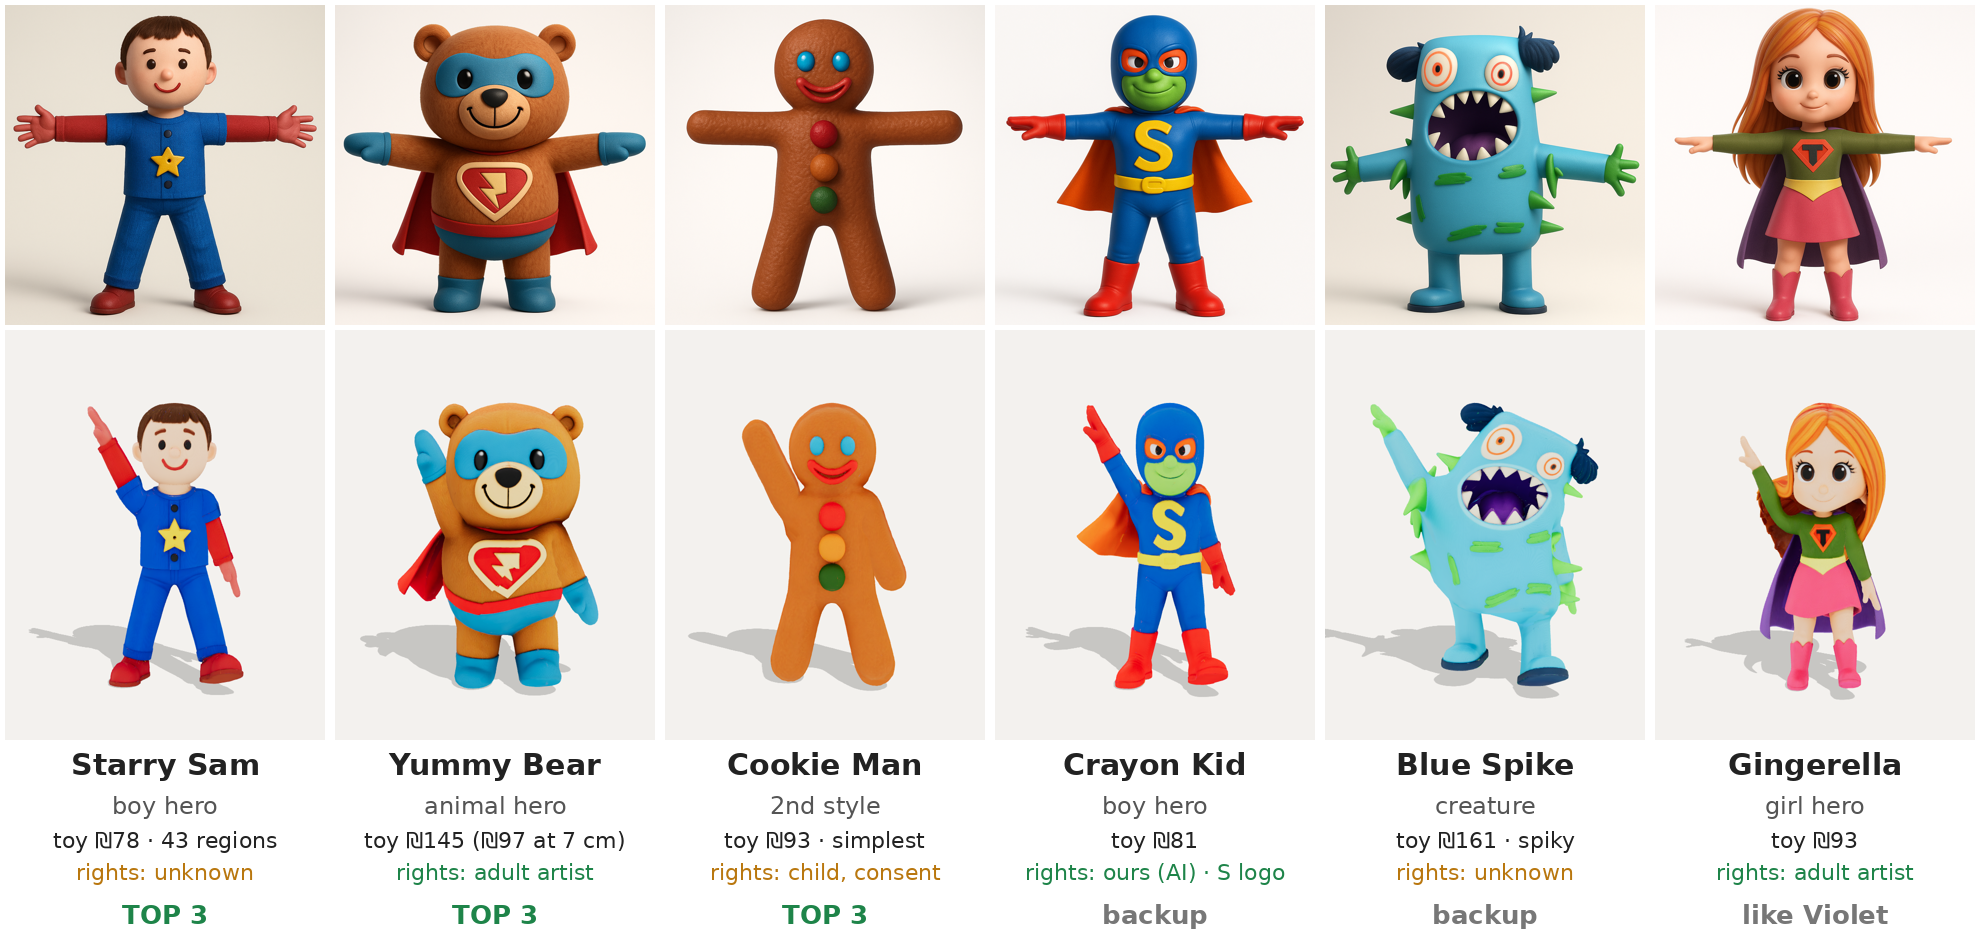 S
T
S
T
Starry Sam
boy hero
toy ₪78 · 43 regions
rights: unknown
TOP 3
Yummy Bear
animal hero
toy ₪145 (₪97 at 7 cm)
rights: adult artist
TOP 3
Cookie Man
2nd style
toy ₪93 · simplest
rights: child, consent
TOP 3
Crayon Kid
boy hero
toy ₪81
rights: ours (AI) · S logo
backup
Blue Spike
creature
toy ₪161 · spiky
rights: unknown
backup
Gingerella
girl hero
toy ₪93
rights: adult artist
like Violet